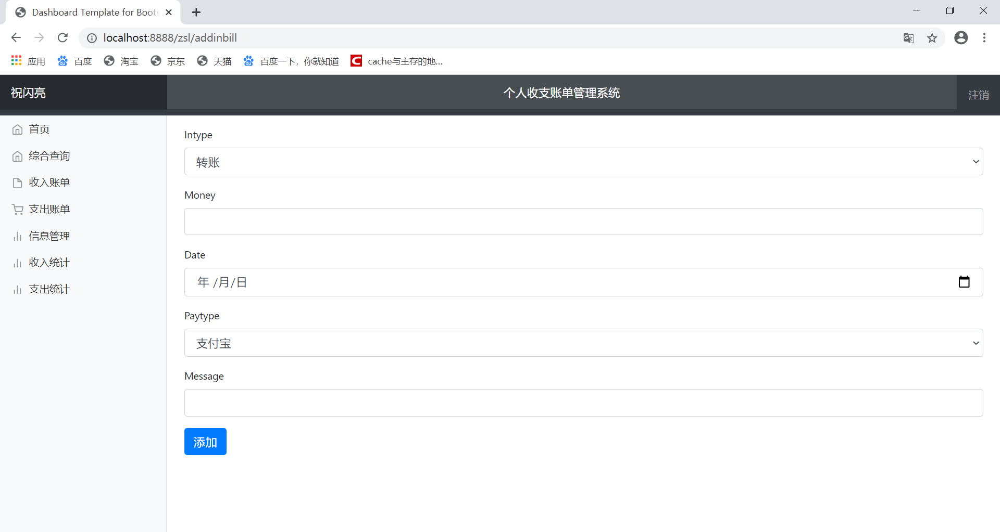 Dashboard Template for Boots
localhost:8888/zsl/addinbill
应用 百度 淘宝 京东 天猫 百度一下，你就知道 cache与主存的地...
祝闪亮 个人收支账单管理系统 注销
首页
综合查询
收入账单
支出账单
信息管理
收入统计
支出统计
Intype
转账
Money
Date
年 /月/日
Paytype
支付宝
Message
添加